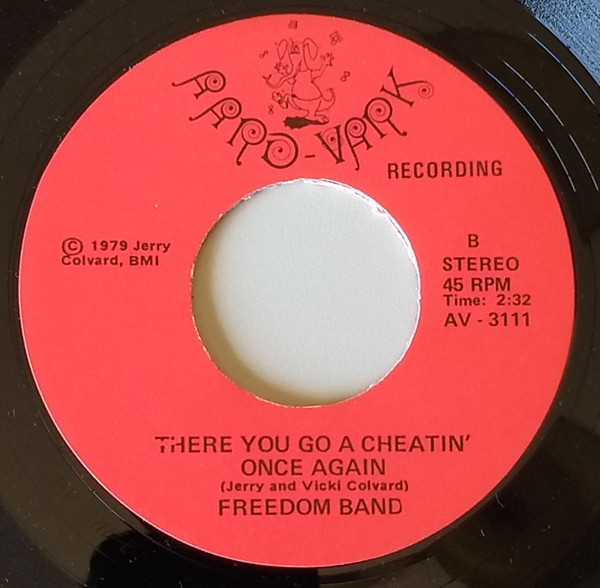 AARD-VARK
RECORDING
© 1979 Jerry
Colvard, BMI
B
STEREO
45 RPM
Time: 2:32
AV - 3111
THERE YOU GO A CHEATIN'
ONCE AGAIN
(Jerry and Vicki Colvard)
FREEDOM BAND